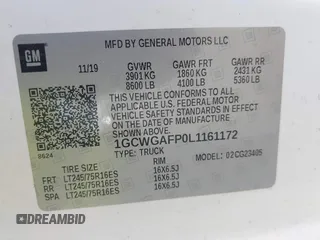 GM
MFD BY GENERAL MOTORS LLC
11/19 GVWR GAWR FRT GAWR RR
3901 KG 1860 KG 2431 KG
8600 LB 4100 LB 5360 LB
THIS VEHICLE CONFORMS TO ALL APPLICABLE
U.S. FEDERAL MOTOR VEHICLE SAFETY
STANDARDS IN EFFECT ON THE DATE OF
MANUFACTURE SHOWN ABOVE.
1GCWGAFP0L1161172
TYPE: TRUCK MODEL: 02CG23405
TIRE SIZE RIM
FRT LT245/75R16ES 16X6.5J
RR LT245/75R16ES 16X6.5J
SPA LT245/75R16ES 16X6.5J